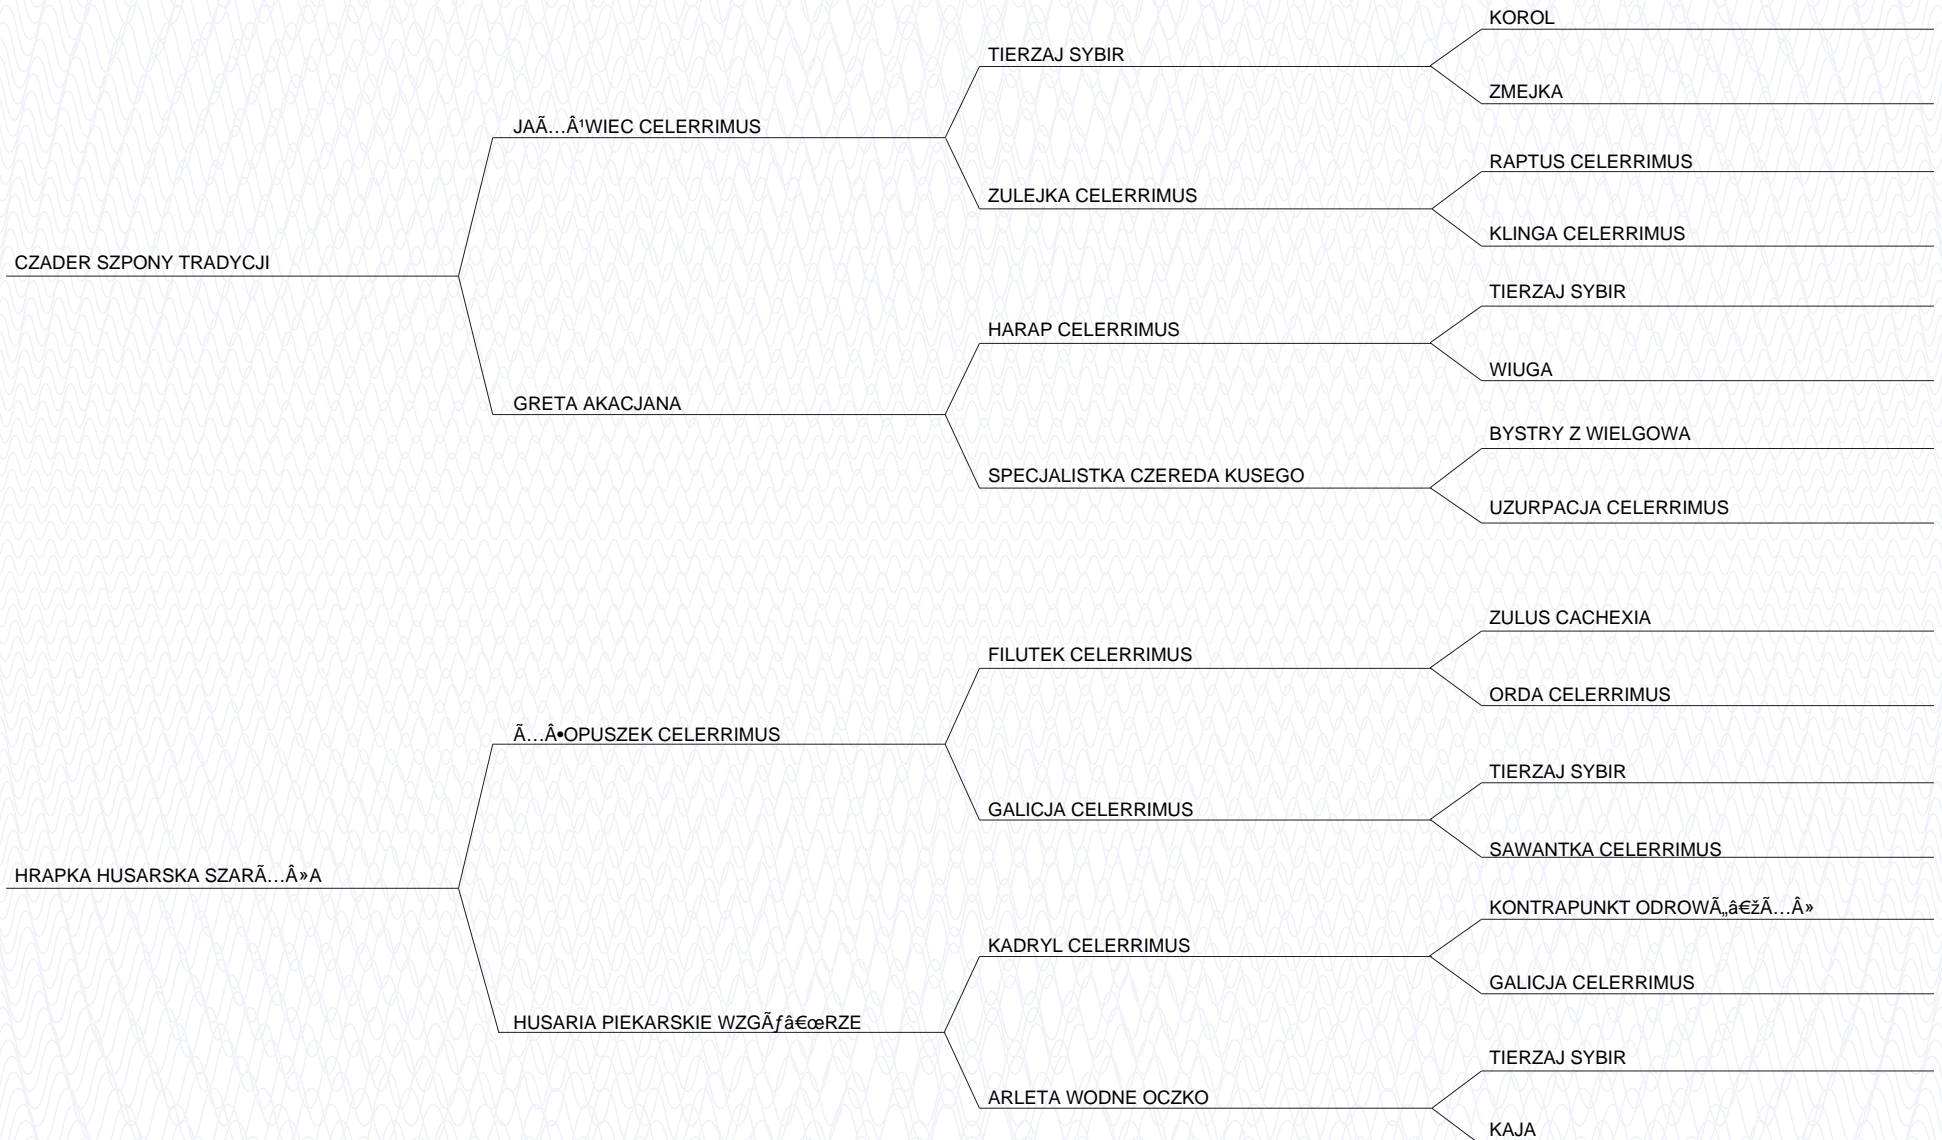 KOROL
TIERZAJ SYBIR
ZMEJKA
JAÃ…Â¹WIEC CELERRIMUS
RAPTUS CELERRIMUS
ZULEJKA CELERRIMUS
KLINGA CELERRIMUS
CZADER SZPONY TRADYCJI
TIERZAJ SYBIR
HARAP CELERRIMUS
WIUGA
GRETA AKACJANA
BYSTRY Z WIELGOWA
SPECJALISTKA CZEREDA KUSEGO
UZURPACJA CELERRIMUS
ZULUS CACHEXIA
FILUTEK CELERRIMUS
ORDA CELERRIMUS
Ã…Â•OPUSZEK CELERRIMUS
TIERZAJ SYBIR
GALICJA CELERRIMUS
SAWANTKA CELERRIMUS
HRAPKA HUSARSKA SZARÃ…Â»A
KONTRAPUNKT ODROWÃ„â€žÃ…Â»
KADRYL CELERRIMUS
GALICJA CELERRIMUS
HUSARIA PIEKARSKIE WZGÃƒâ€œRZE
TIERZAJ SYBIR
ARLETA WODNE OCZKO
KAJA